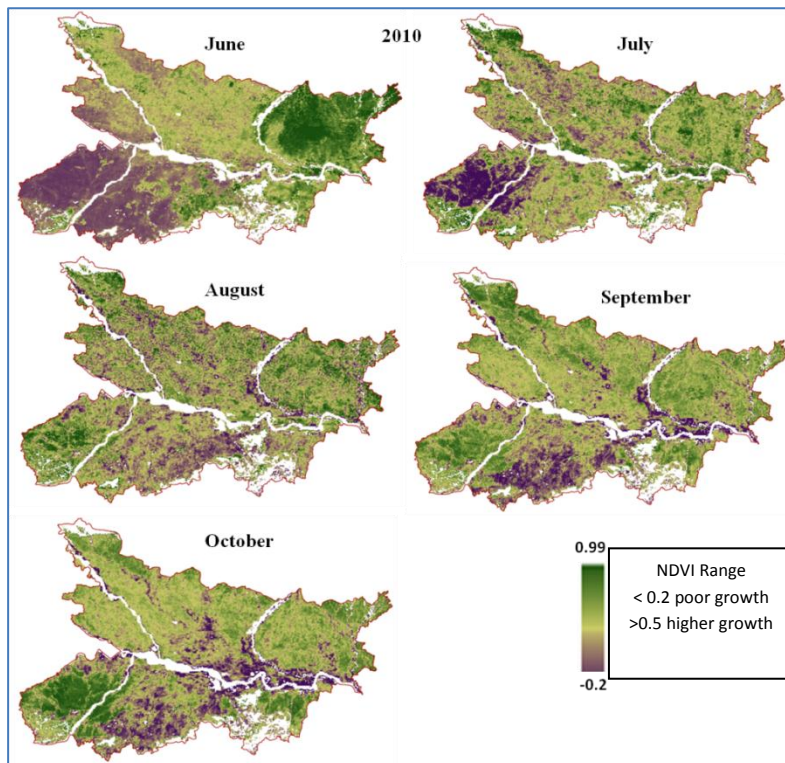 June
2010
July
August
September
October
0.99
-0.2
NDVI Range
< 0.2 poor growth
>0.5 higher growth